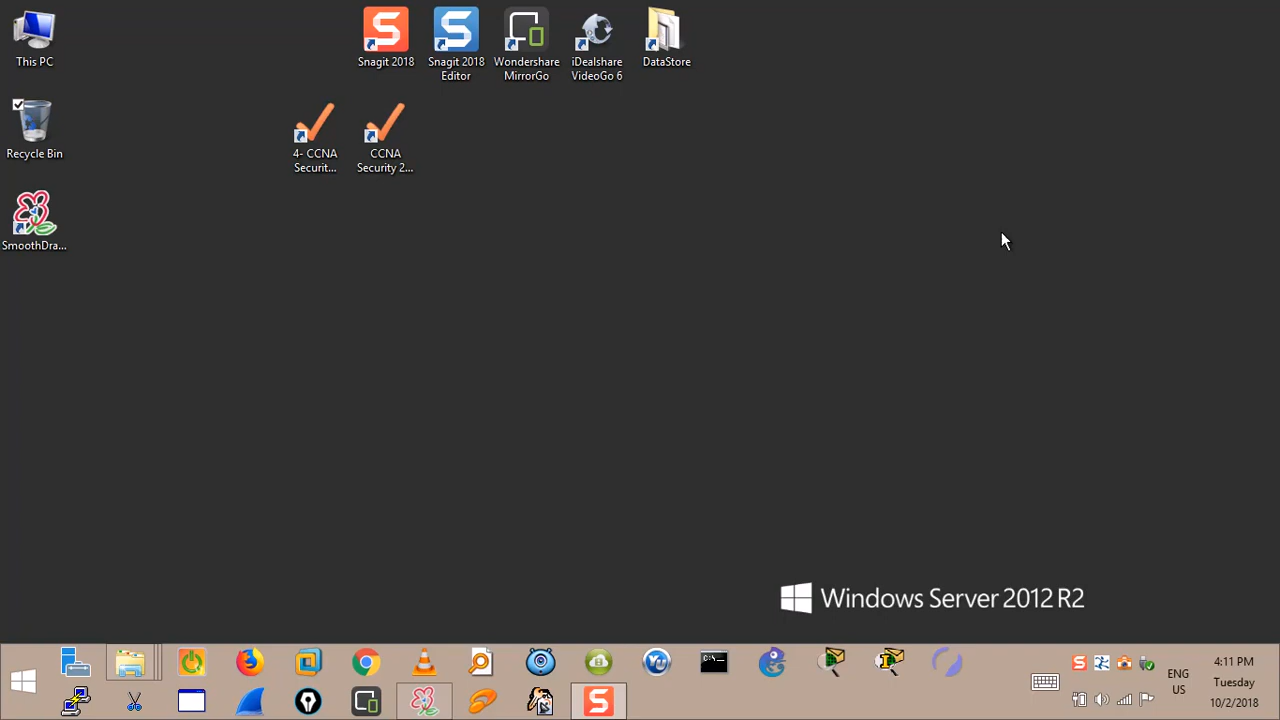 This PC
Snagit 2018
Snagit 2018
Editor
Wondershare
MirrorGo
iDealshare
VideoGo 6
DataStore
Recycle Bin
4- CCNA
Securit...
CCNA
Security 2...
SmoothDra...
Windows Server 2012 R2
ENG
US
4:11 PM
Tuesday
10/2/2018